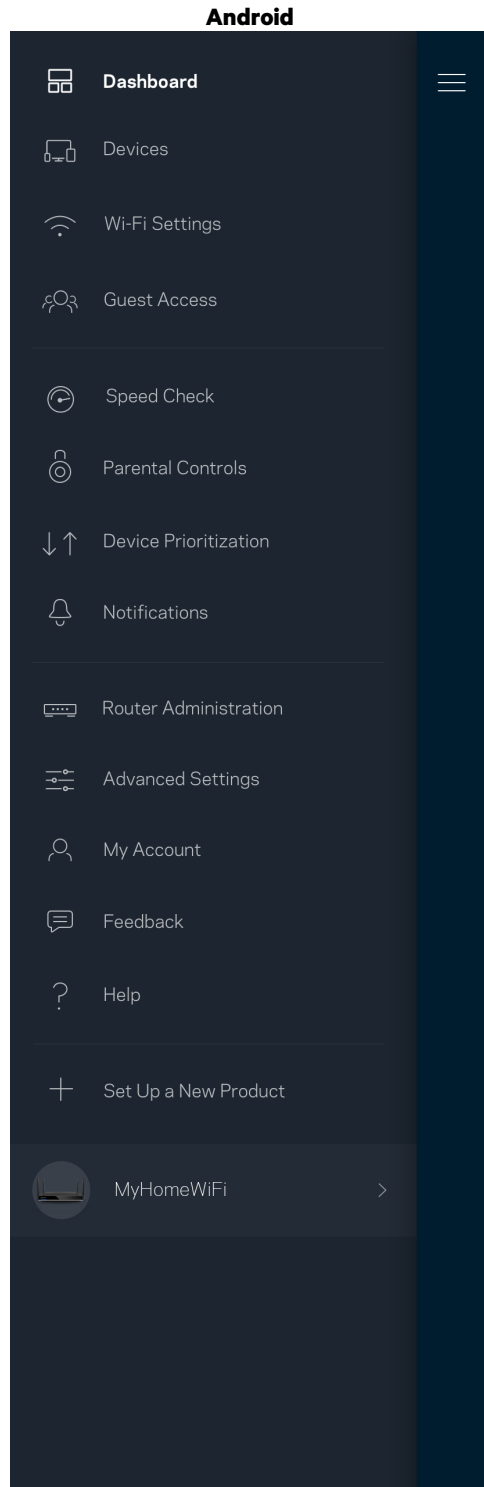 Android
Dashboard
Devices
Wi-Fi Settings
Guest Access
Speed Check
Parental Controls
Device Prioritization
Notifications
Router Administration
Advanced Settings
My Account
Feedback
Help
Set Up a New Product
MyHomeWiFi